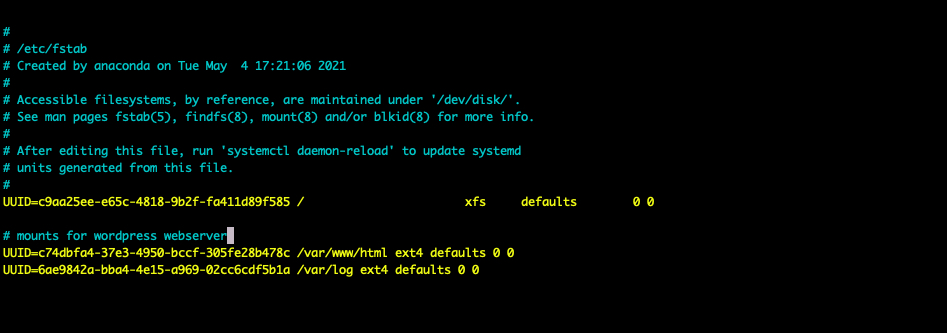 #
# /etc/fstab
# Created by anaconda on Tue May  4 17:21:06 2021
#
# Accessible filesystems, by reference, are maintained under '/dev/disk/'.
# See man pages fstab(5), findfs(8), mount(8) and/or blkid(8) for more info.
#
# After editing this file, run 'systemctl daemon-reload' to update systemd
# units generated from this file.
#
UUID=c9aa25ee-e65c-4818-9b2f-fa411d89f585 /                       xfs     defaults        0 0
# mounts for wordpress webserver
UUID=c74dbfa4-37e3-4950-bccf-305fe28b478c /var/www/html ext4 defaults 0 0
UUID=6ae9842a-bba4-4e15-a969-02cc6cdf5b1a /var/log ext4 defaults 0 0